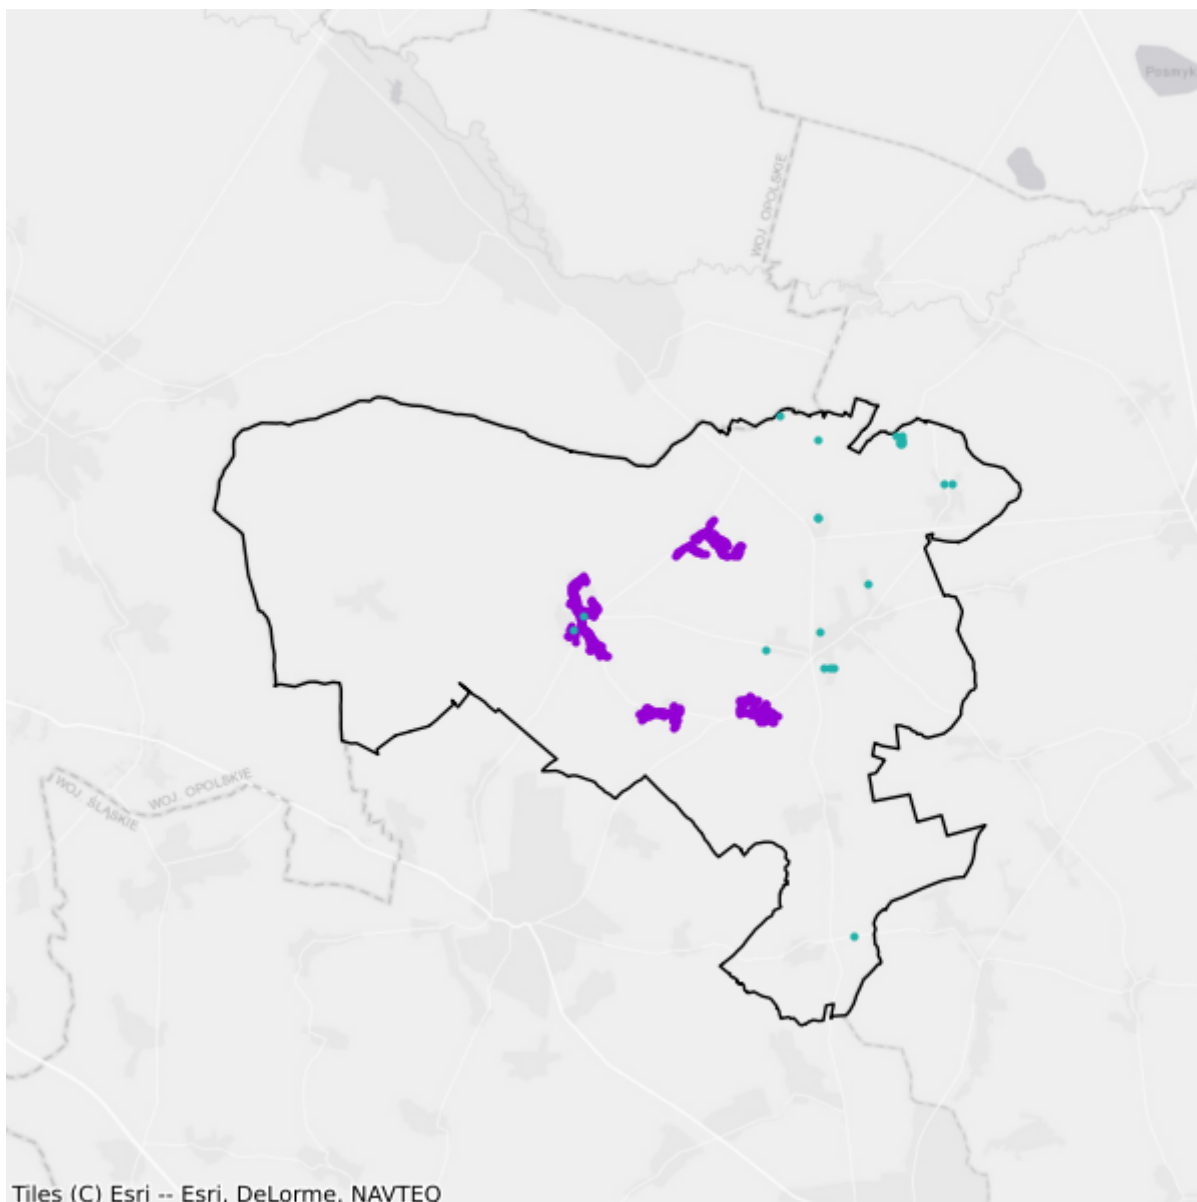 Posmyk
WOJ. OPOLSKIE
WOJ. OPOLSKIE
WOJ. ŚLĄSKIE
Tiles (C) Esri -- Esri, DeLorme, NAVTEQ